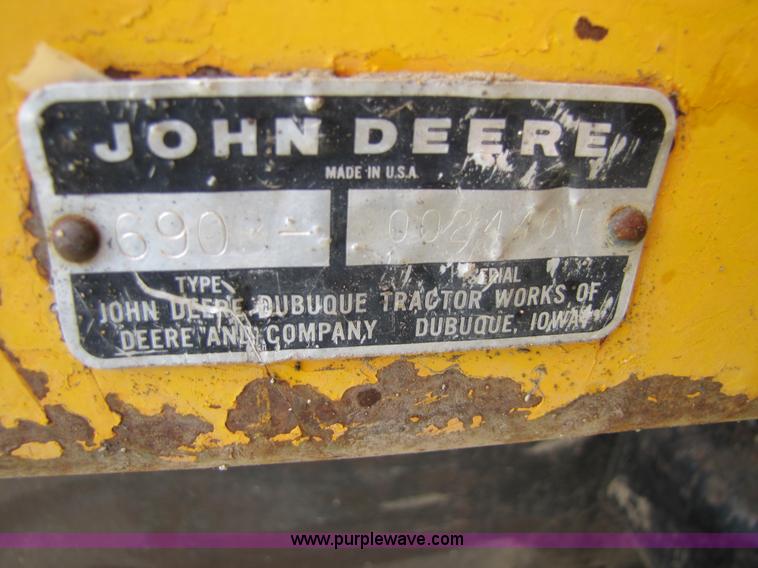 JOHN DEERE
MADE IN U.S.A.
690 -
TYPE SERIAL
JOHN DEERE DUBUQUE TRACTOR WORKS OF
DEERE AND COMPANY DUBUQUE, IOWA
www.purplewave.com